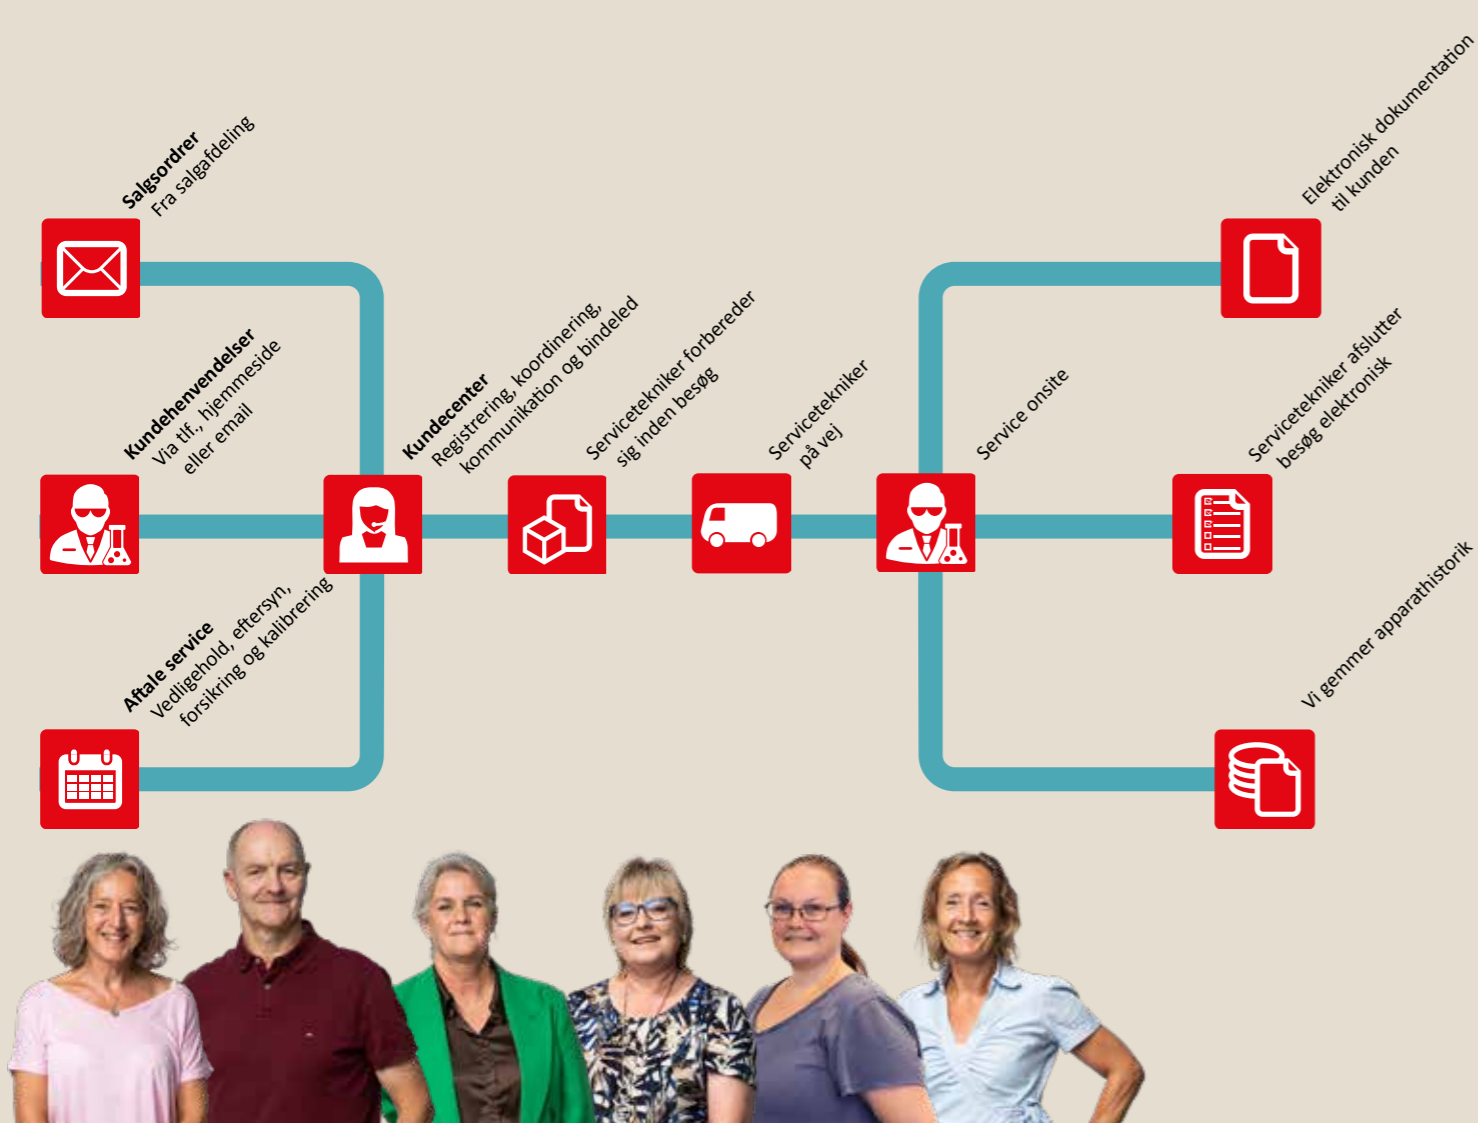 Salgsordrer
Fra salgafdeling
Kundehenvendelser
Via tlf., hjemmeside
eller email
Aftale service
Vedligehold, eftersyn,
forsikring og kalibrering
Kundecenter
Registrering, koordinering,
kommunikation og bindeled
Servicetekniker forbereder
sig inden besøg
Servicetekniker
på vej
Service onsite
Elektronisk dokumentation
til kunden
Servicetekniker afslutter
besøg elektronisk
Vi gemmer apparathistorik